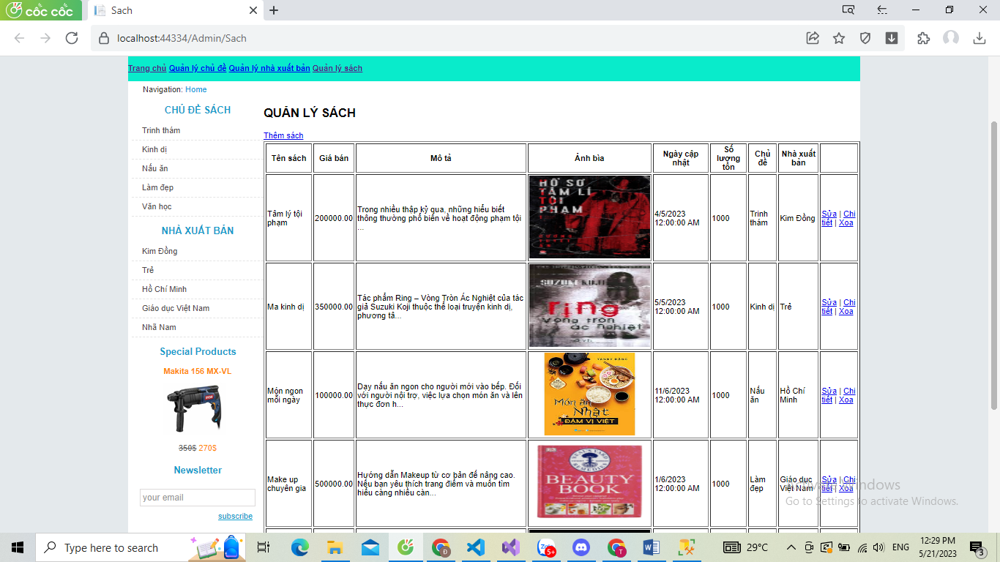 cốc cốc
Sach
localhost:44334/Admin/Sach
Trang chủ Quản lý chủ đề Quản lý nhà xuất bản Quản lý sách
Navigation: Home
CHỦ ĐỀ SÁCH
Trinh thám
Kinh dị
Nấu ăn
Làm đẹp
Văn học
NHÀ XUẤT BẢN
Kim Đồng
Trẻ
Hồ Chí Minh
Giáo dục Việt Nam
Nhã Nam
Special Products
Makita 156 MX-VL
350$ 270$
Newsletter
your email
subscribe
QUẢN LÝ SÁCH
Thêm sách
Tên sách
Giá bán
Mô tả
Ảnh bìa
Ngày cập
nhật
Số
lượng
tồn
Chủ
đề
Nhà xuất
bản
Tâm lý tội
phạm
200000.00
Trong nhiều thập kỷ qua, những hiểu biết
thông thường phổ biến về hoạt động phạm tội
...
HỒ SƠ
TÂM LÍ
TỘI
PHẠM
4/5/2023
12:00:00 AM
1000
Trinh
thám
Kim Đồng
Sửa | Chi
tiết | Xóa
Ma kinh dị
350000.00
Tác phẩm Ring – Vòng Tròn Ác Nghiệt của tác
giả Suzuki Koji thuộc thể loại truyện kinh dị,
phương tâ...
SUZUKI KOJI
ring
vòng tròn
ác nghiệt
5/5/2023
12:00:00 AM
1000
Kinh dị
Trẻ
Sửa | Chi
tiết | Xóa
Món ngon
mỗi ngày
100000.00
Dạy nấu ăn ngon cho người mới vào bếp. Đối
với người nội trợ, việc lựa chọn món ăn và lên
thực đơn h...
Món ăn
Nhật
ĐẬM VỊ VIỆT
11/6/2023
12:00:00 AM
1000
Nấu
ăn
Hồ Chí
Minh
Sửa | Chi
tiết | Xóa
Make up
chuyên gia
500000.00
Hướng dẫn Makeup từ cơ bản để nâng cao.
Nếu bạn yêu thích trang điểm và muốn tìm
hiểu càng nhiều càn...
DK
NEAL'S YARD
REMEDIES
BEAUTY
BOOK
1/6/2023
12:00:00 AM
1000
Làm
đẹp
Giáo dục
Việt Nam
Sửa | Chi
tiết | Xóa
Activate Windows
Go to Settings to activate Windows.
Type here to search
5+
Đ
T
29°C
ENG
12:29 PM
5/21/2023
3